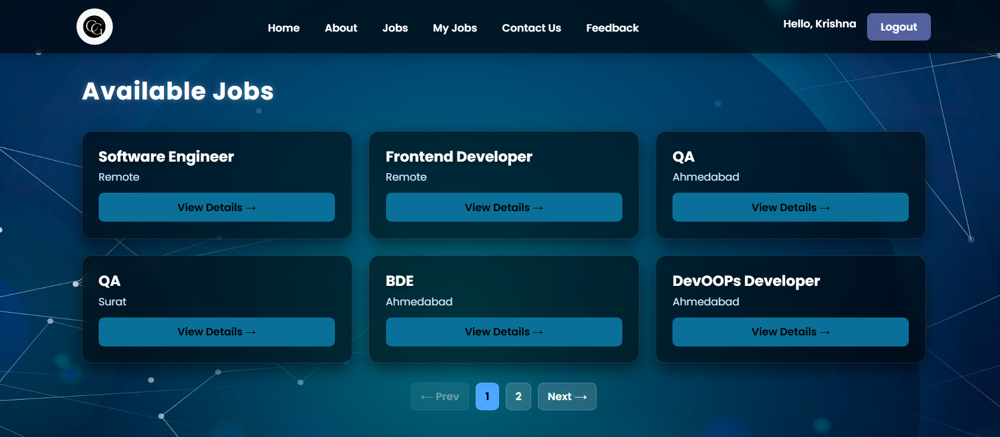 CG
Home About Jobs My Jobs Contact Us Feedback
Hello, Krishna
Logout
Available Jobs
Software Engineer
Remote
View Details →
Frontend Developer
Remote
View Details →
QA
Ahmedabad
View Details →
QA
Surat
View Details →
BDE
Ahmedabad
View Details →
DevOOPs Developer
Ahmedabad
View Details →
← Prev 1 2 Next →